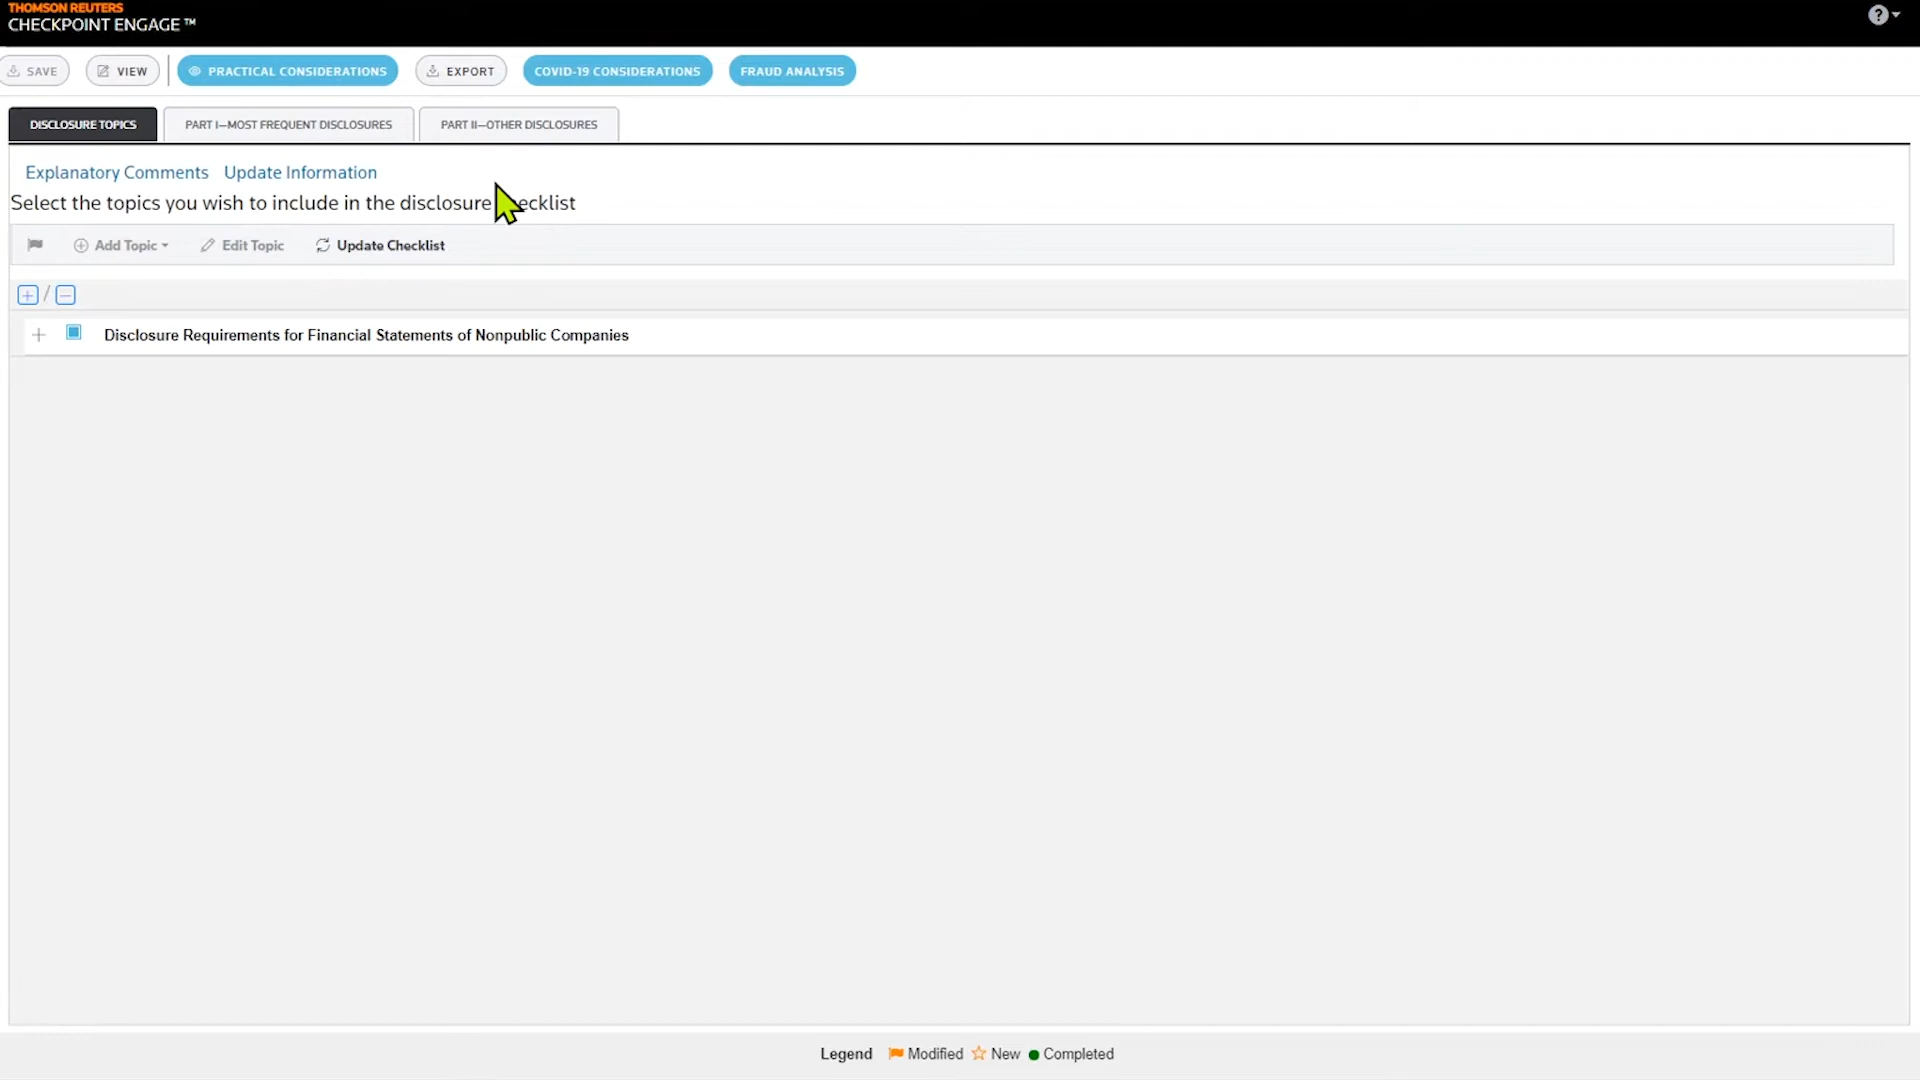 THOMSON REUTERS
CHECKPOINT ENGAGE™
SAVE
VIEW
PRACTICAL CONSIDERATIONS
EXPORT
COVID-19 CONSIDERATIONS
FRAUD ANALYSIS
DISCLOSURE TOPICS
PART I—MOST FREQUENT DISCLOSURES
PART II—OTHER DISCLOSURES
Explanatory Comments
Update Information
Select the topics you wish to include in the disclosure ecklist
Add Topic
Edit Topic
Update Checklist
Disclosure Requirements for Financial Statements of Nonpublic Companies
Legend Modified New Completed